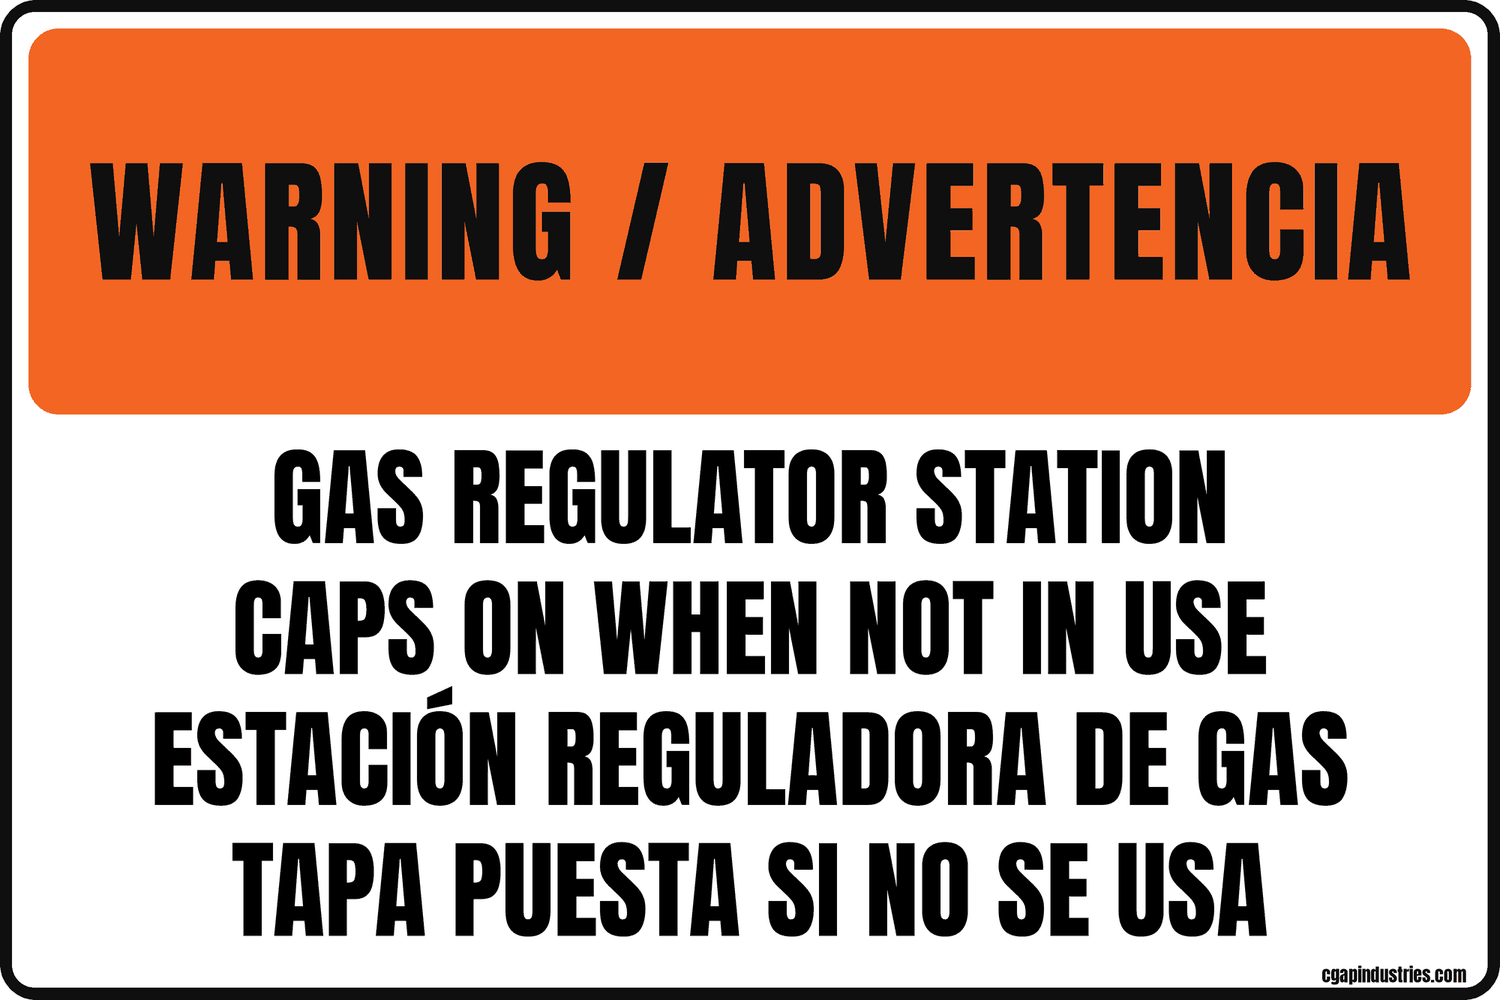 WARNING / ADVERTENCIA
GAS REGULATOR STATION
CAPS ON WHEN NOT IN USE
ESTACIÓN REGULADORA DE GAS
TAPA PUESTA SI NO SE USA
cgapindustries.com